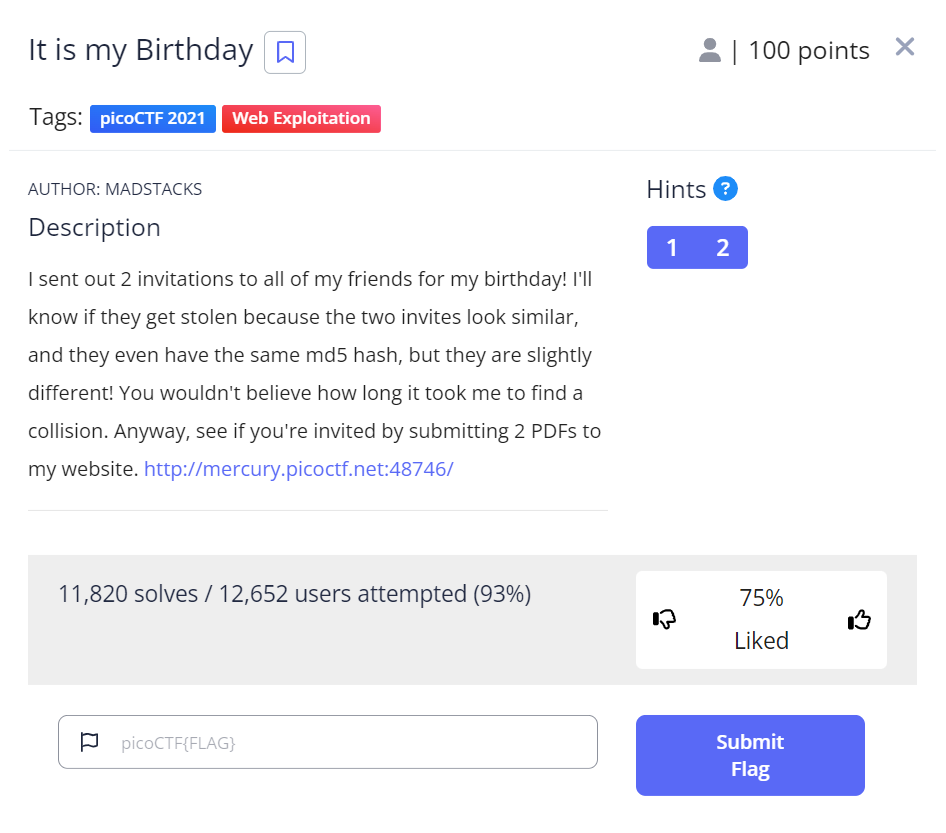 It is my Birthday
| 100 points
Tags: picoCTF 2021 Web Exploitation
AUTHOR: MADSTACKS
Description
I sent out 2 invitations to all of my friends for my birthday! I'll
know if they get stolen because the two invites look similar,
and they even have the same md5 hash, but they are slightly
different! You wouldn't believe how long it took me to find a
collision. Anyway, see if you're invited by submitting 2 PDFs to
my website. http://mercury.picoctf.net:48746/
Hints ?
1 2
11,820 solves / 12,652 users attempted (93%)
75%
Liked
picoCTF{FLAG}
Submit
Flag